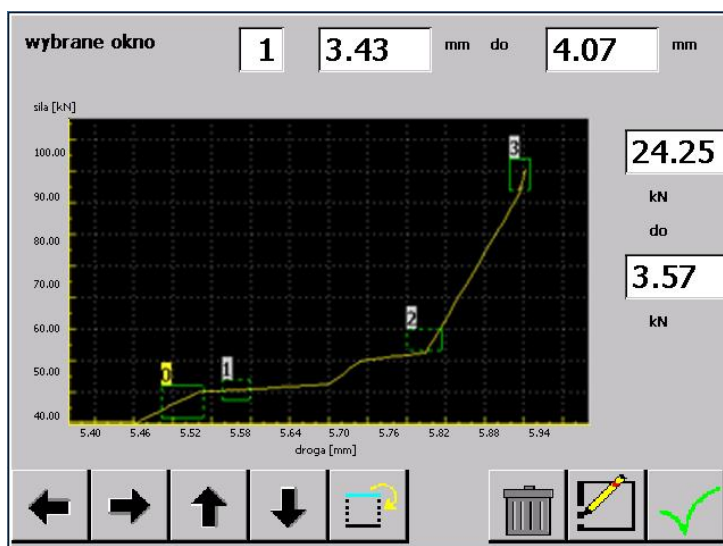 wybrane okno 1 3.43 mm do 4.07 mm
sila [kN]
100.00
90.00
80.00
70.00
60.00
50.00
40.00
3
2
1
0
24.25
kN
do
3.57
kN
5.40 5.46 5.52 5.58 5.64 5.70 5.76 5.82 5.88 5.94
droga [mm]